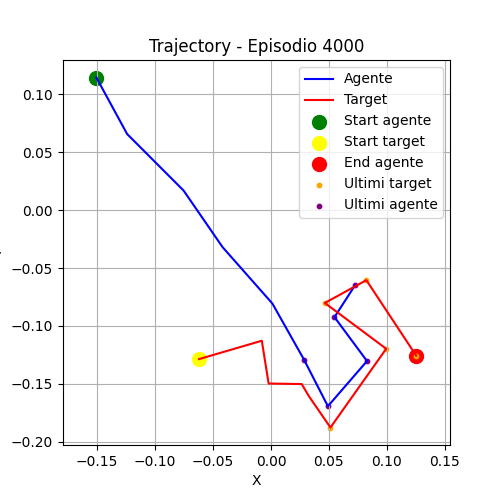 Trajectory - Episodio 4000
Agente
Target
Start agente
Start target
End agente
Ultimi target
Ultimi agente
0.10
0.05
0.00
−0.05
−0.10
−0.15
−0.20
−0.15 −0.10 −0.05 0.00 0.05 0.10 0.15
X